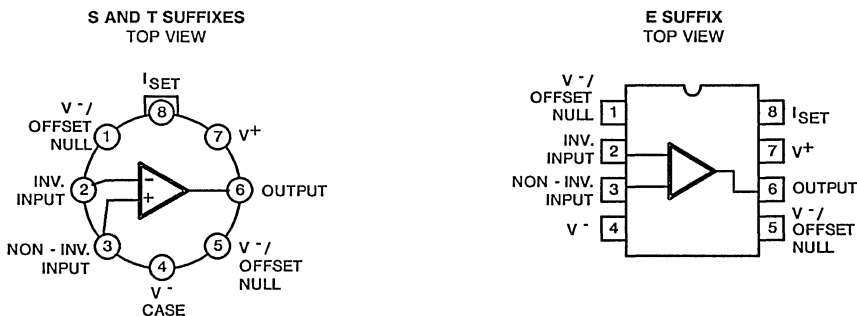 S AND T SUFFIXES
TOP VIEW
I SET
8
V - /
OFFSET
NULL
1
7
V+
INV.
INPUT
2
-
+
6
OUTPUT
NON - INV.
INPUT
3
5
V - /
OFFSET
NULL
4
V -
CASE
E SUFFIX
TOP VIEW
V - /
OFFSET
NULL
1
8
I SET
INV.
INPUT
2
7
V+
NON - INV.
INPUT
3
6
OUTPUT
V -
4
5
V - /
OFFSET
NULL